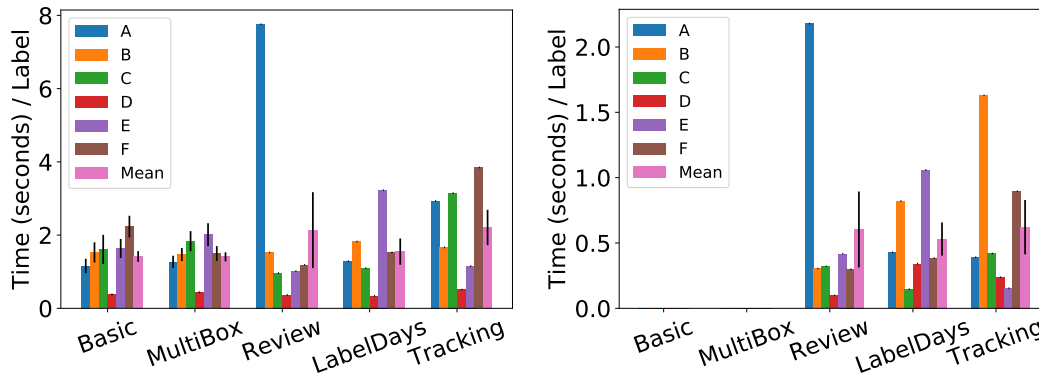 Time (seconds) / Label
8
6
4
2
0
A
B
C
D
E
F
Mean
Basic
MultiBox
Review
LabelDays
Tracking
Time (seconds) / Label
2.0
1.5
1.0
0.5
0.0
A
B
C
D
E
F
Mean
Basic
MultiBox
Review
LabelDays
Tracking